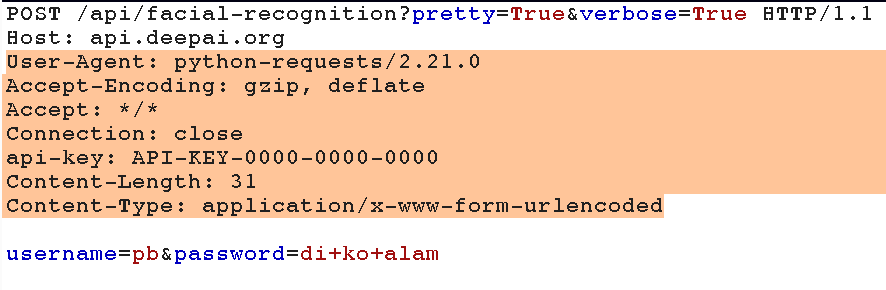 POST /api/facial-recognition?pretty=True&verbose=True HTTP/1.1
Host: api.deepai.org
User-Agent: python-requests/2.21.0
Accept-Encoding: gzip, deflate
Accept: */*
Connection: close
api-key: API-KEY-0000-0000-0000
Content-Length: 31
Content-Type: application/x-www-form-urlencoded
username=pb&password=di+ko+alam